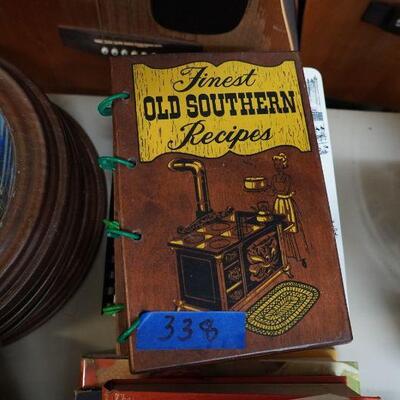 Finest
OLD SOUTHERN
Recipes
338